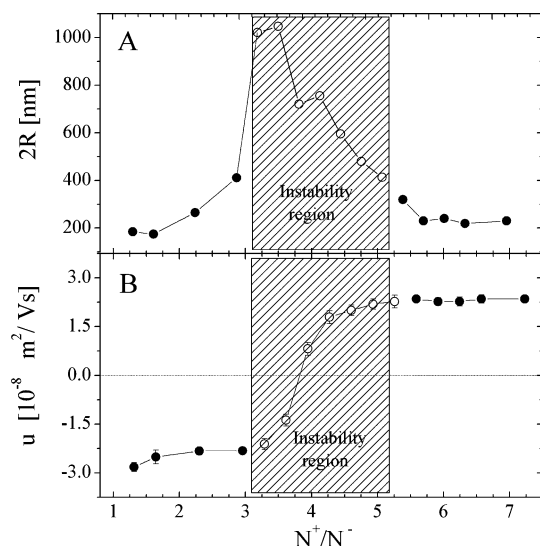 A
2R [nm]
1000
800
600
400
200
Instability
region
B
u [10⁻⁸ m²/ Vs]
3.0
1.5
0.0
-1.5
-3.0
Instability
region
1 2 3 4 5 6 7
N⁺/N⁻